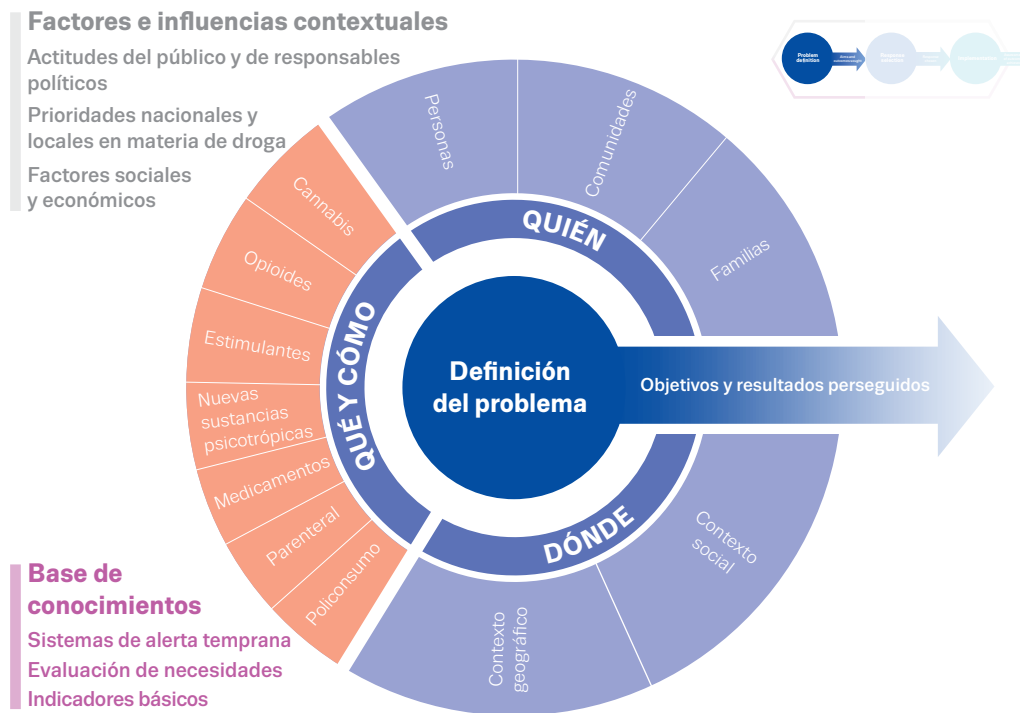 Factores e influencias contextuales
Actitudes del público y de responsables
políticos
Prioridades nacionales y
locales en materia de droga
Factores sociales
y económicos
Problem
definition
Personas
Comunidades
Familias
QUIÉN
Cannabis
Opioides
Estimulantes
Nuevas
sustancias
psicotrópicas
Medicamentos
Parenteral
Policonsumo
QUÉ Y CÓMO
Definición
del problema
Objetivos y resultados perseguidos
DÓNDE
Contexto
social
Contexto
geográfico
Base de
conocimientos
Sistemas de alerta temprana
Evaluación de necesidades
Indicadores básicos